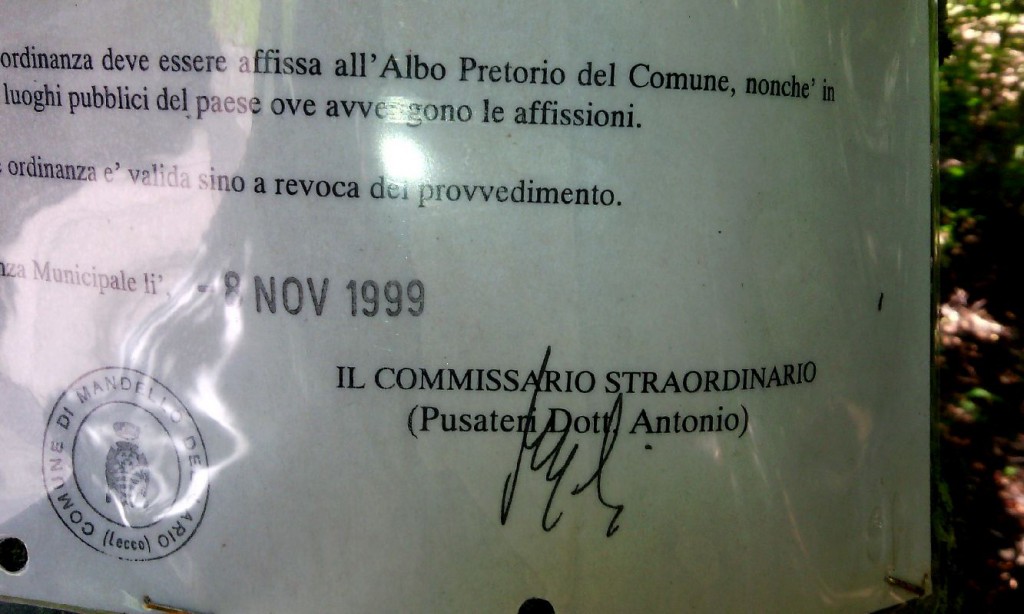 ordinanza deve essere affissa all'Albo Pretorio del Comune, nonche' in
luoghi pubblici del paese ove avvengono le affissioni.
ordinanza e' valida sino a revoca del provvedimento.
Municipale li', - 8 NOV 1999
IL COMMISSARIO STRAORDINARIO
(Pusateri Dott. Antonio)
COMUNE DI MANDELLO DEL LARIO
(Lecco)